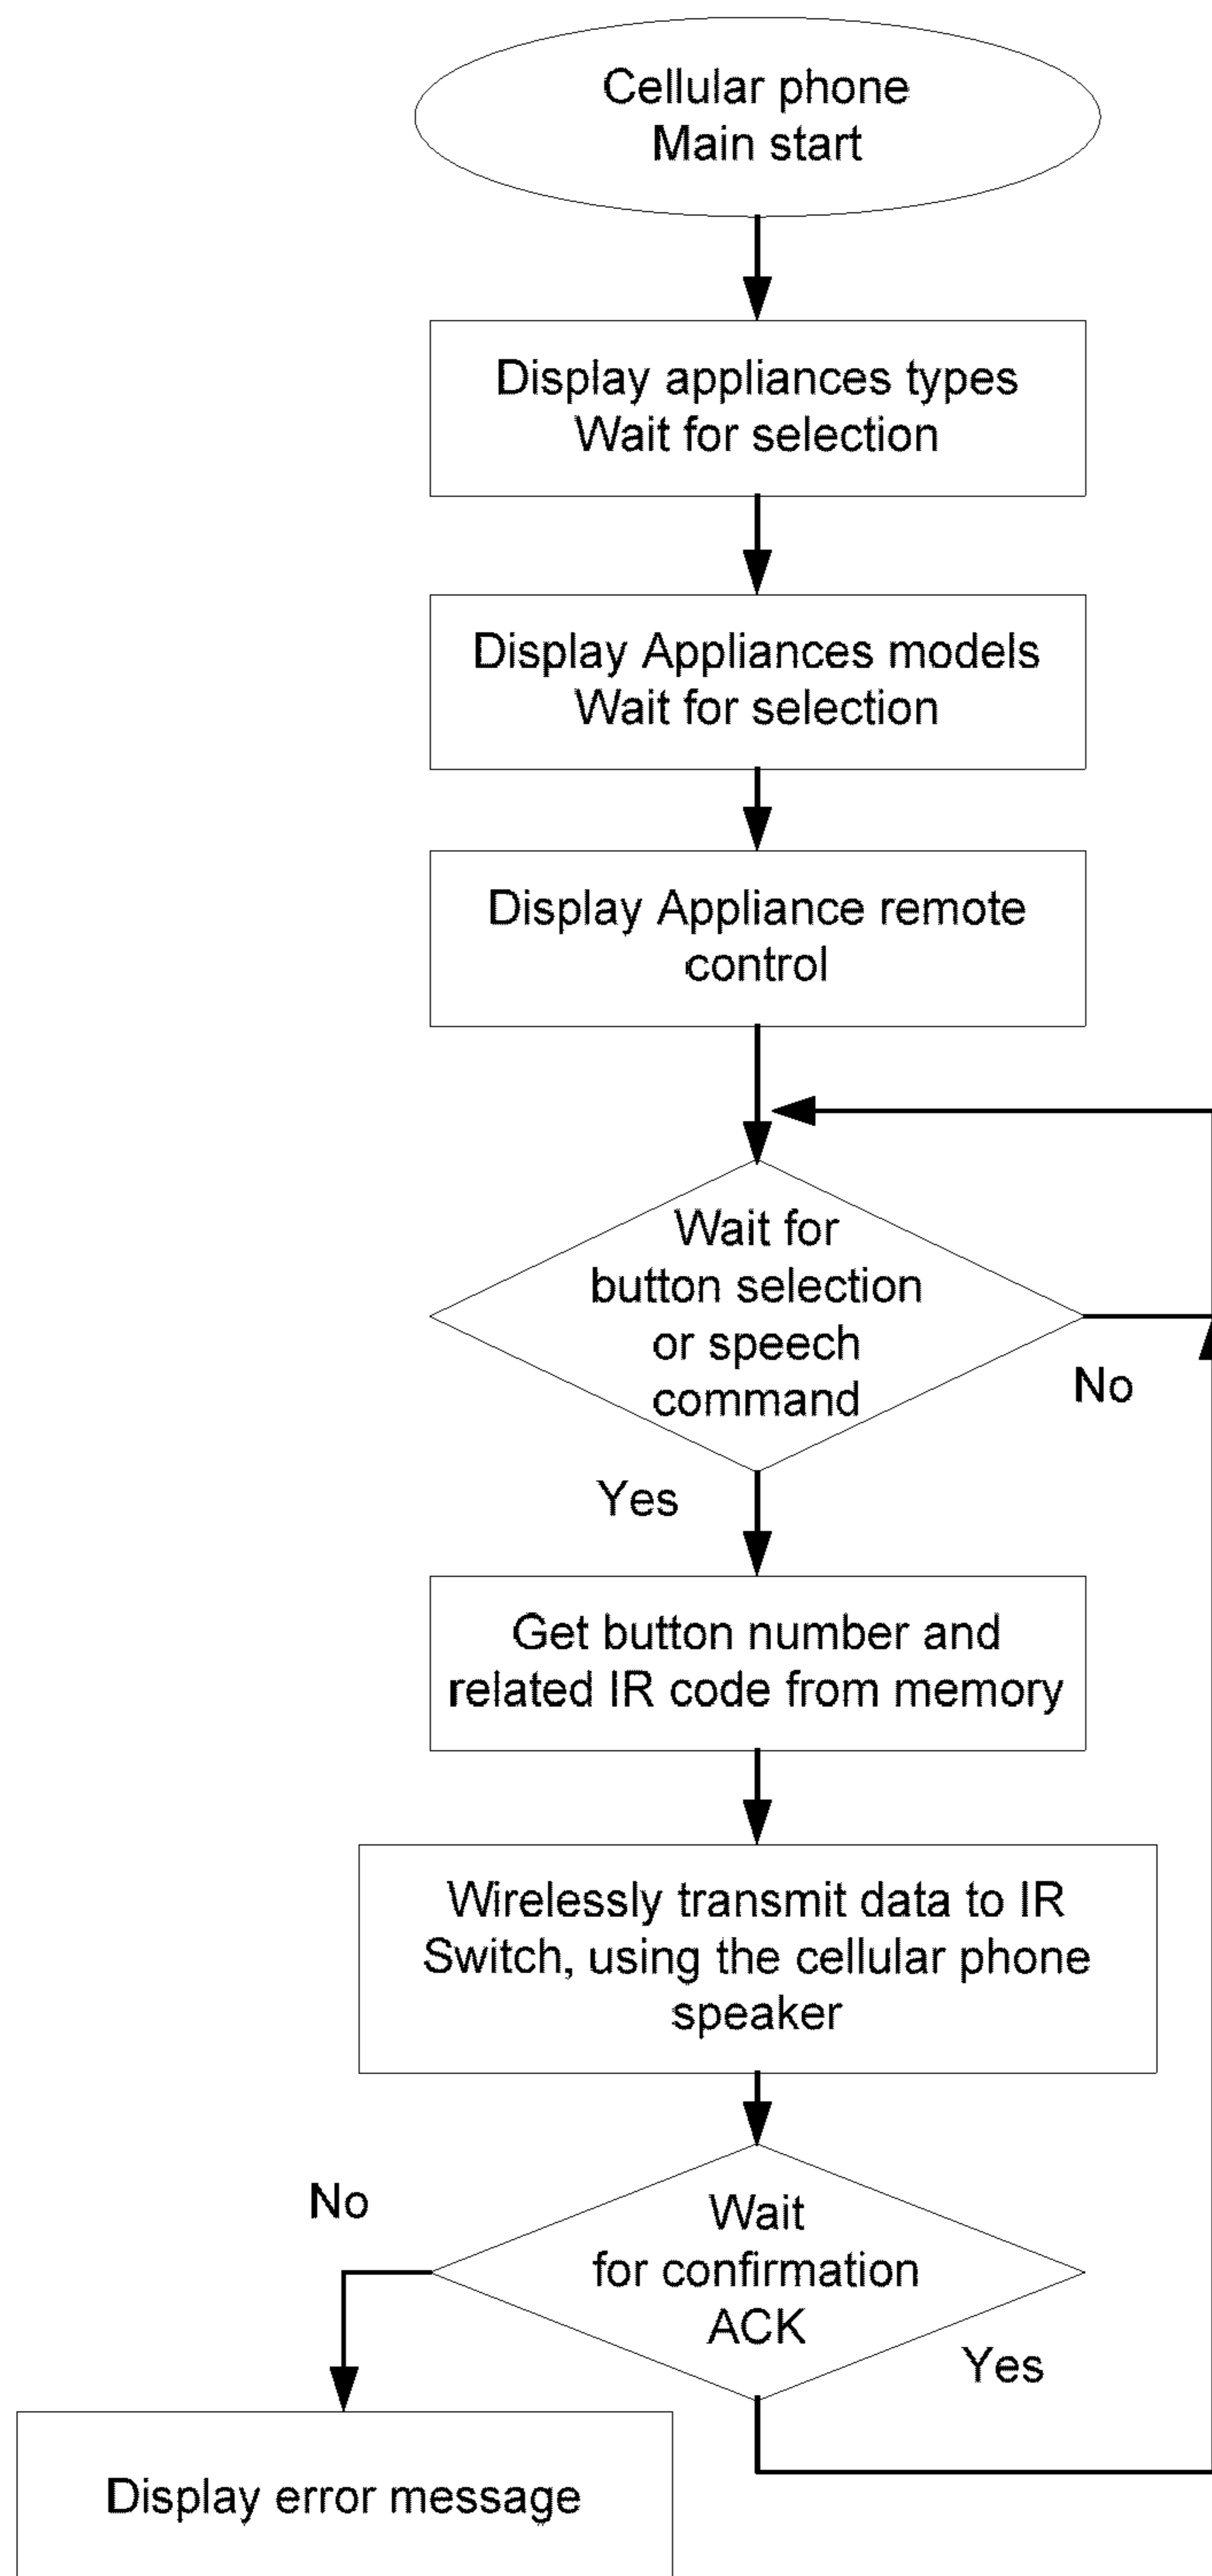 Cellular phone
Main start
Display appliances types
Wait for selection
Display Appliances models
Wait for selection
Display Appliance remote
control
Wait for
button selection
or speech
command
No
Yes
Get button number and
related IR code from memory
Wirelessly transmit data to IR
Switch, using the cellular phone
speaker
No
Wait
for confirmation
ACK
Yes
Display error message